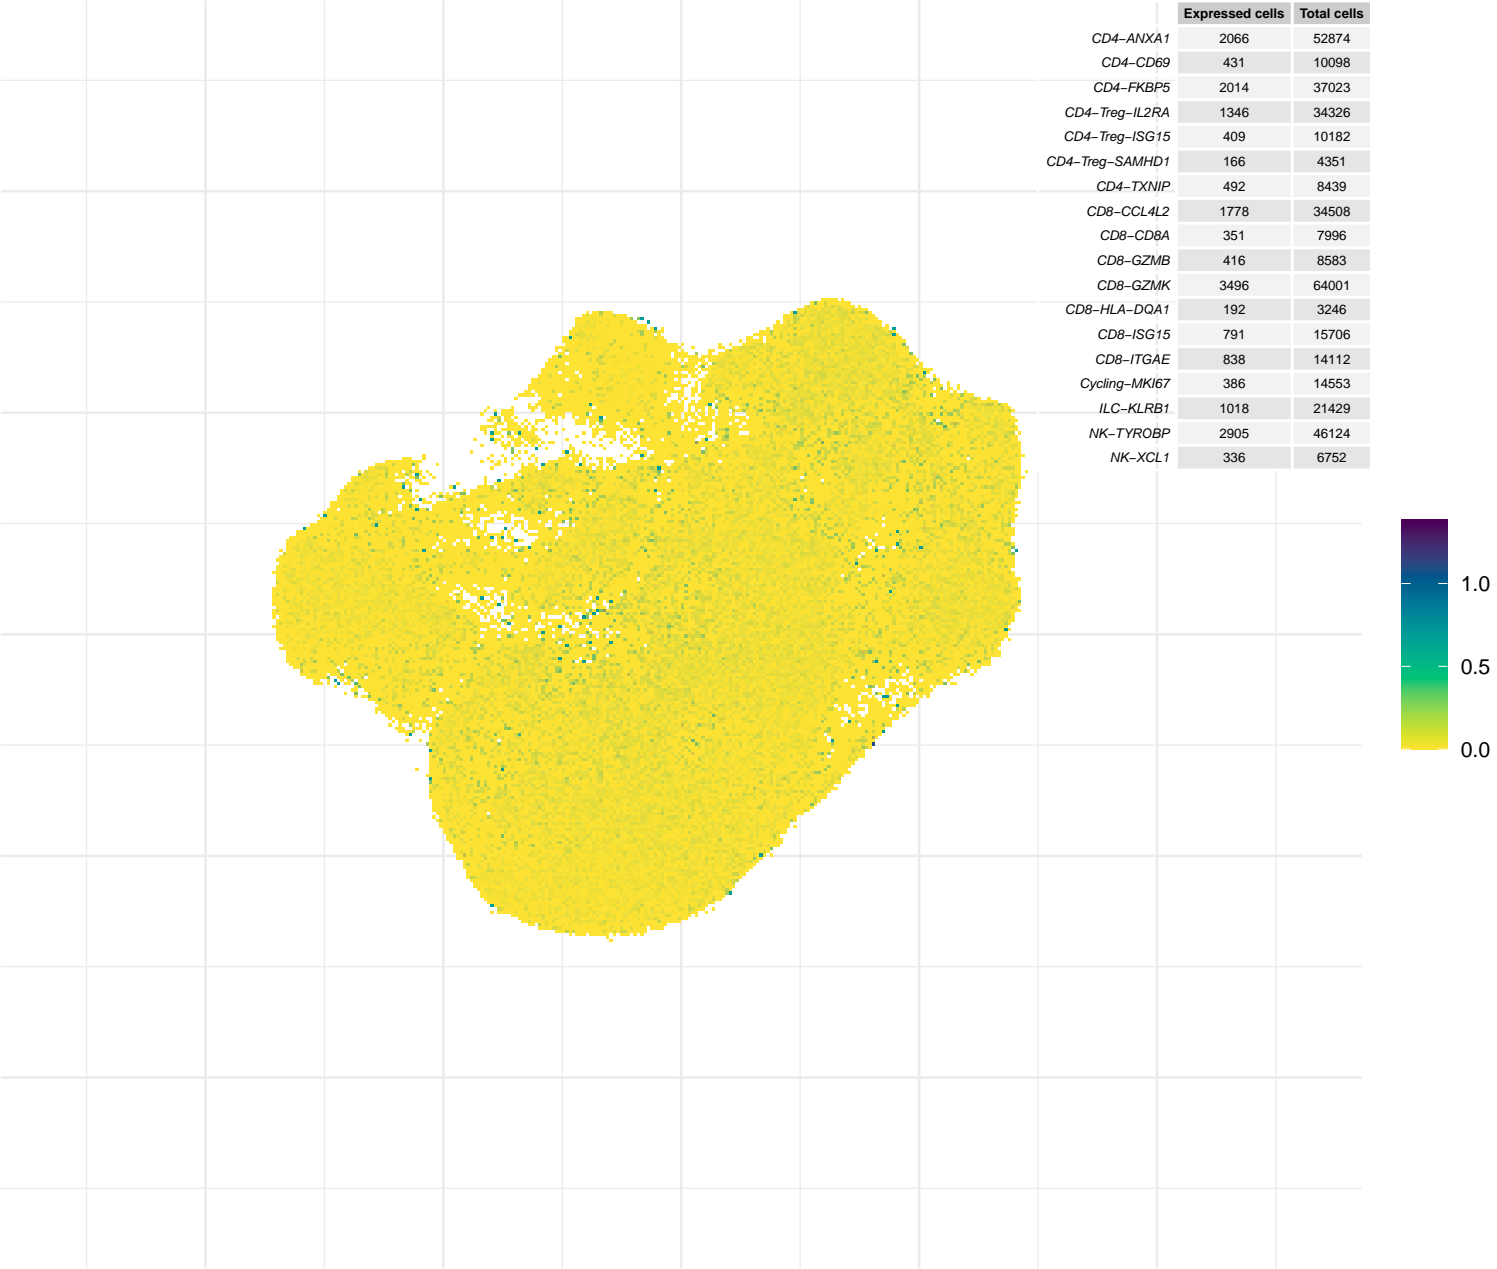 Expressed cells Total cells
CD4−ANXA1 2066 52874
CD4−CD69 431 10098
CD4−FKBP5 2014 37023
CD4−Treg−IL2RA 1346 34326
CD4−Treg−ISG15 409 10182
CD4−Treg−SAMHD1 166 4351
CD4−TXNIP 492 8439
CD8−CCL4L2 1778 34508
CD8−CD8A 351 7996
CD8−GZMB 416 8583
CD8−GZMK 3496 64001
CD8−HLA−DQA1 192 3246
CD8−ISG15 791 15706
CD8−ITGAE 838 14112
Cycling−MKI67 386 14553
ILC−KLRB1 1018 21429
NK−TYROBP 2905 46124
NK−XCL1 336 6752
1.0
0.5
0.0